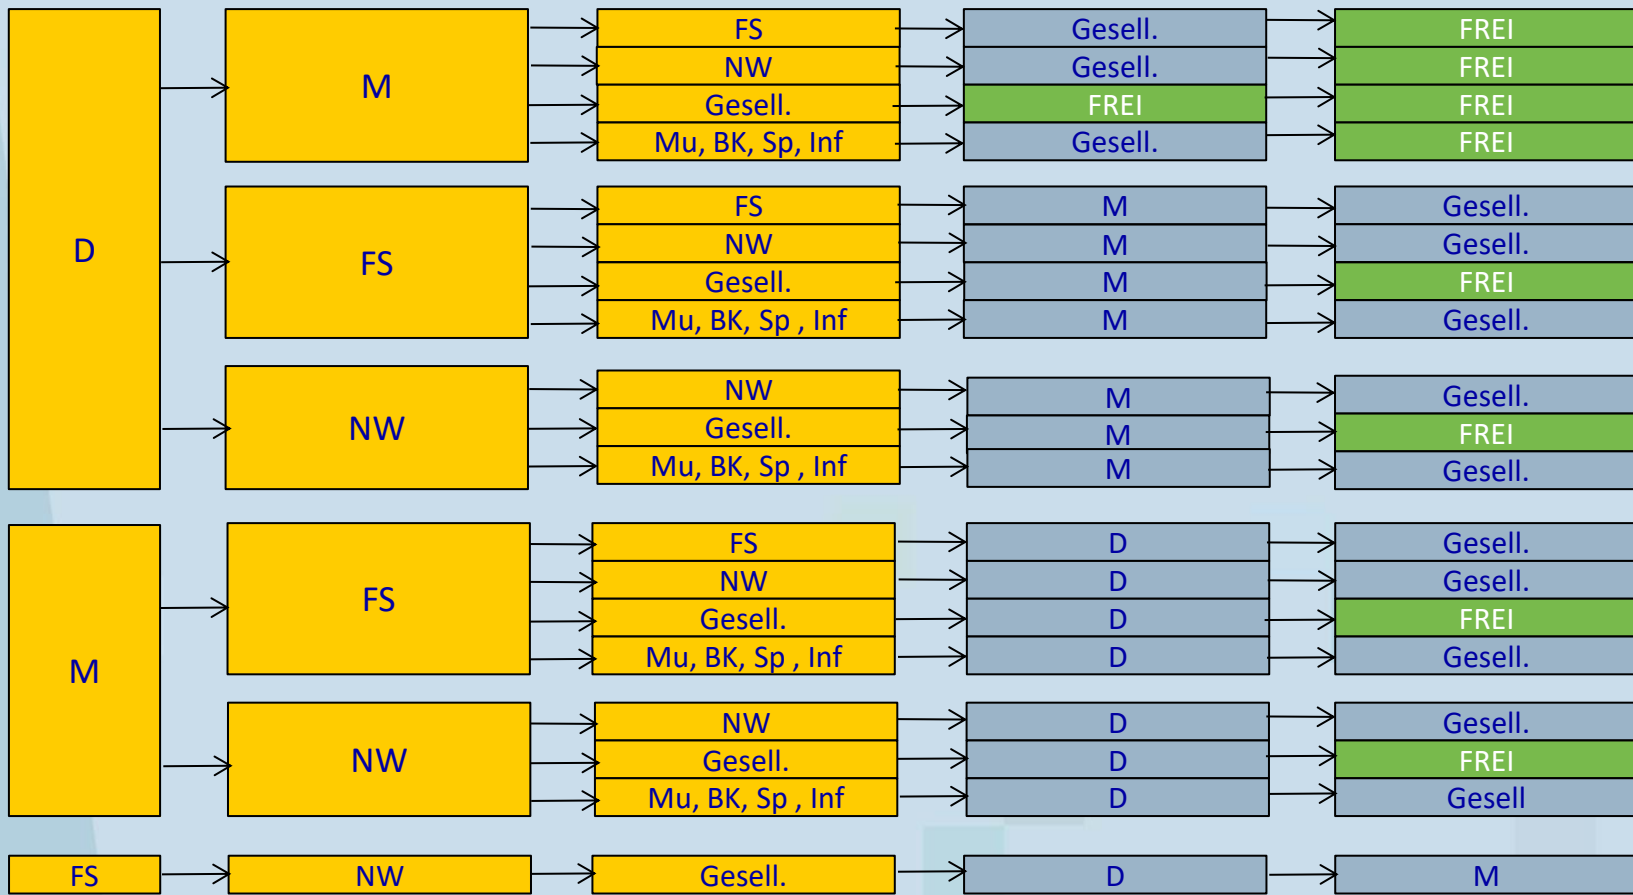 FS Gesell. FREI
NW Gesell. FREI
M
Gesell. FREI FREI
Mu, BK, Sp, Inf Gesell. FREI
FS M Gesell.
D
NW M Gesell.
FS
Gesell. M FREI
Mu, BK, Sp , Inf M Gesell.
NW M Gesell.
NW
Gesell. M FREI
Mu, BK, Sp , Inf M Gesell.
FS D Gesell.
NW D Gesell.
FS
Gesell. D FREI
Mu, BK, Sp , Inf D Gesell.
M
NW D Gesell.
NW
Gesell. D FREI
Mu, BK, Sp , Inf D Gesell
FS NW Gesell. D M